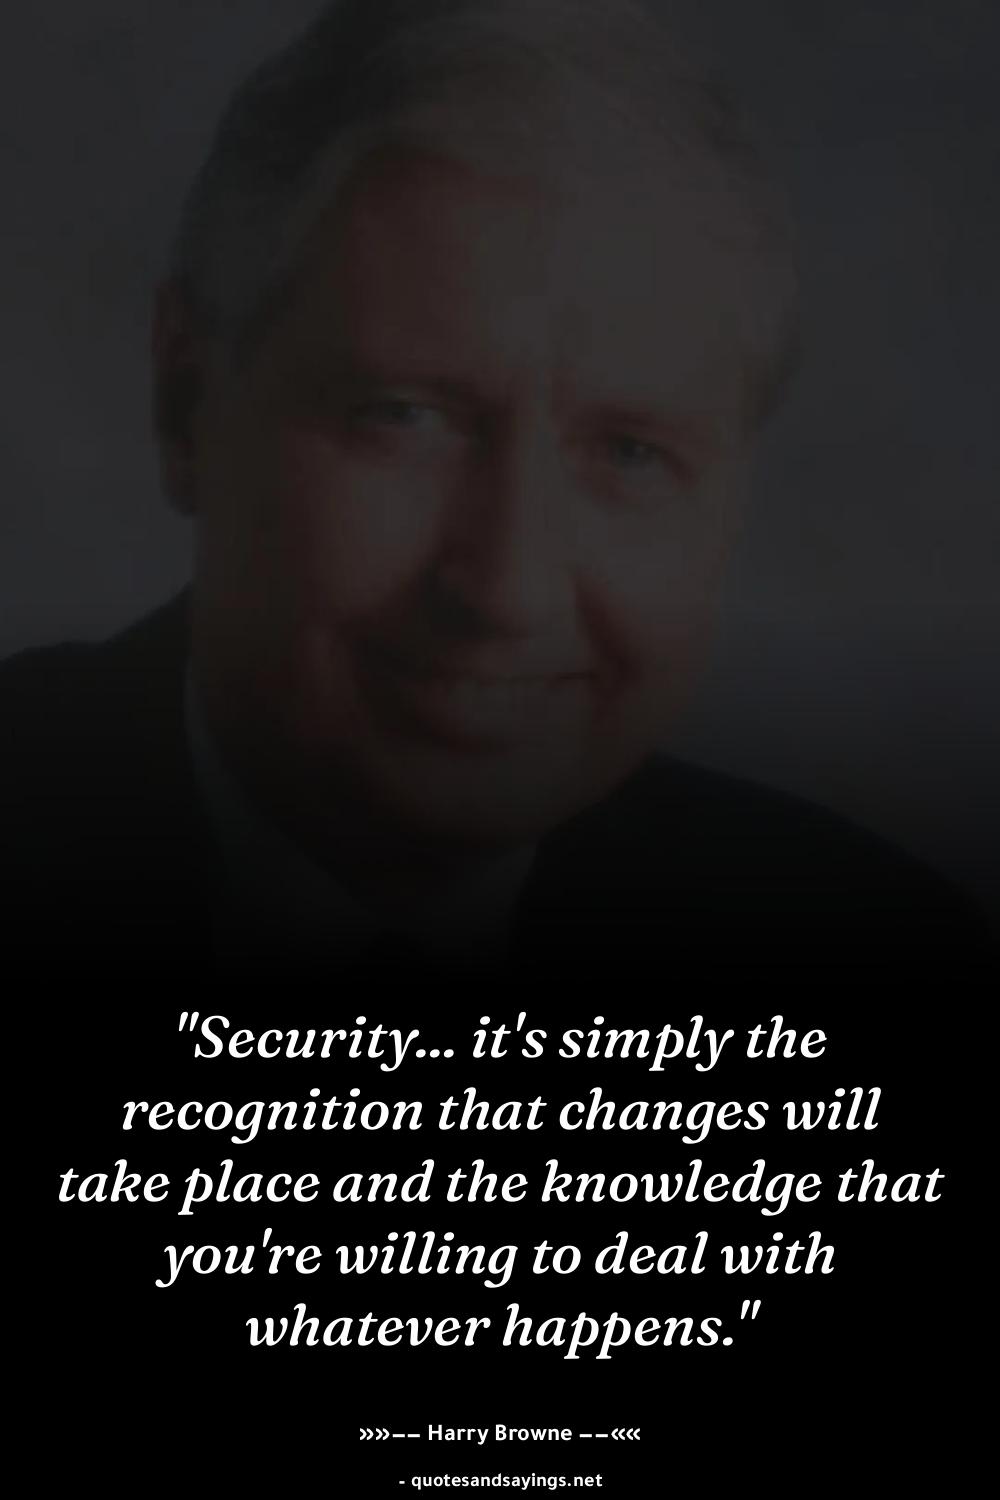 "Security... it's simply the
recognition that changes will
take place and the knowledge that
you're willing to deal with
whatever happens."
»»−− Harry Browne −−««
- quotesandsayings.net